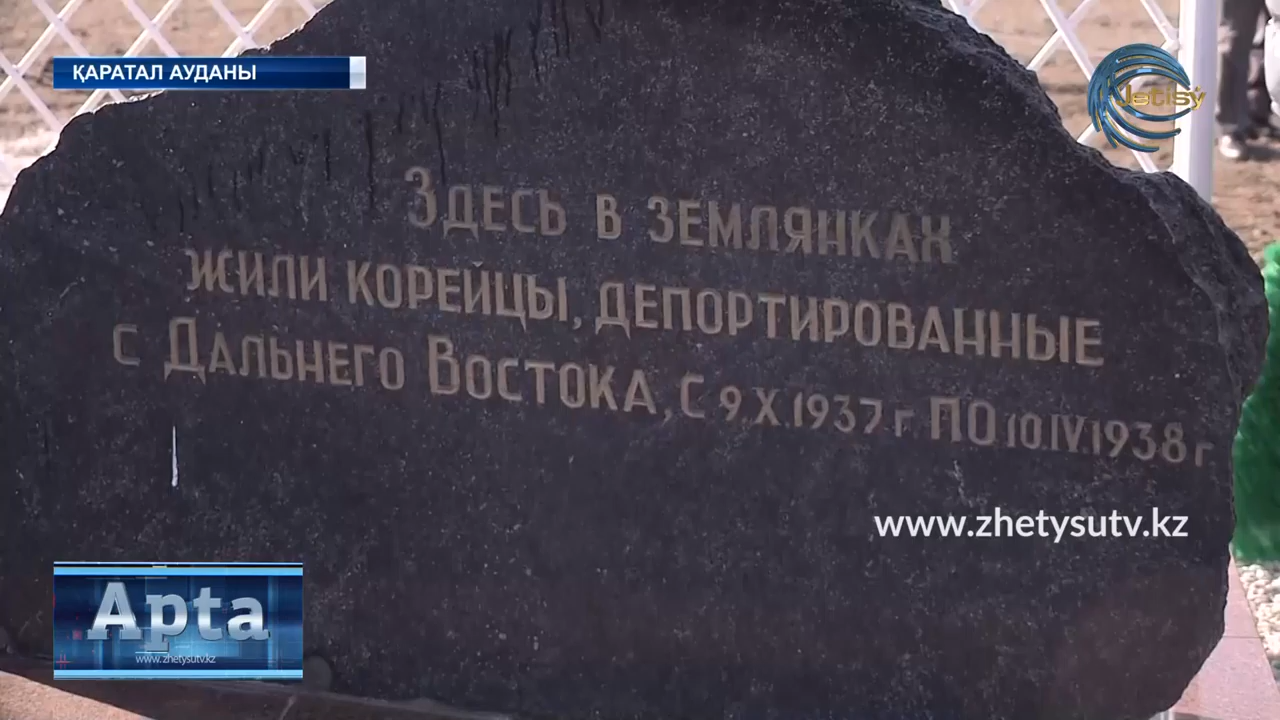 ҚАРАТАЛ АУДАНЫ
Jetisý
Здесь в землянках
жили корейцы, депортированные
с Дальнего Востока, с 9.X.1937 г. по 10.IV.1938 г
www.zhetysutv.kz
Apta
www.zhetysutv.kz